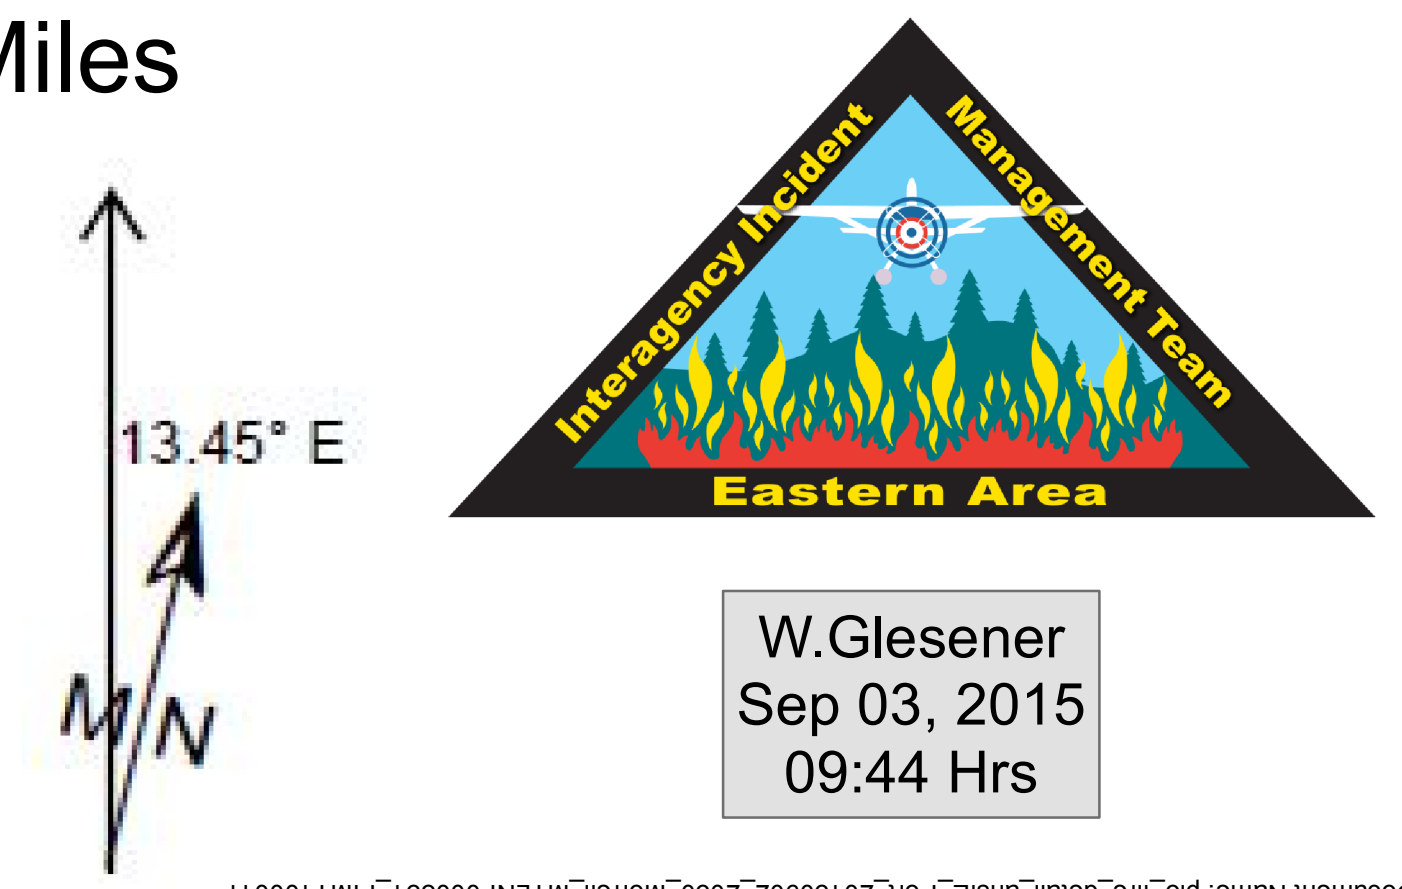 Miles
13.45° E
MN
Interagency Incident
Management Team
Eastern Area
W.Glesener
Sep 03, 2015
09:44 Hrs